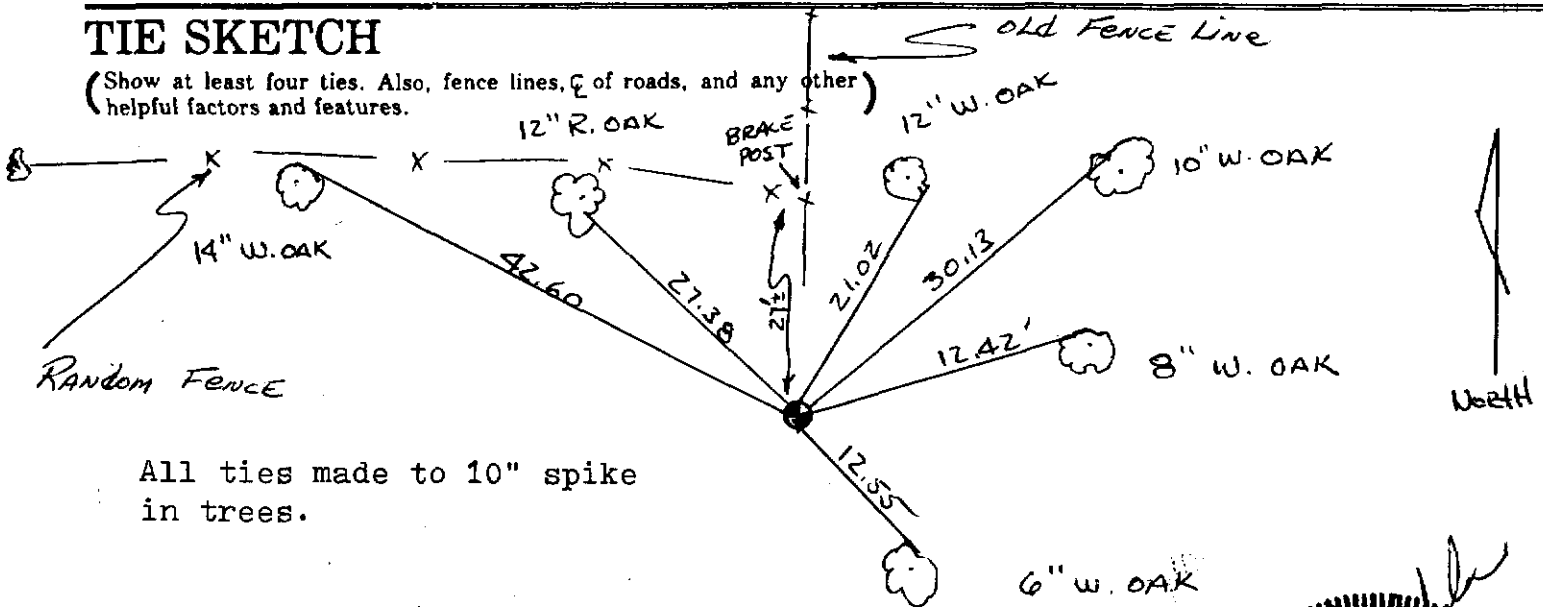 TIE SKETCH
(Show at least four ties. Also, fence lines, ℄ of roads, and any other
helpful factors and features.)
OLD FENCE LINE
12" R. OAK
BRACE
POST
12" W. OAK
10" W. OAK
14" W. OAK
42.60
27.38
21'±
21.02
30.13
12.42'
8" W. OAK
RANDOM FENCE
NORTH
All ties made to 10" spike
in trees.
12.55
6" W. OAK